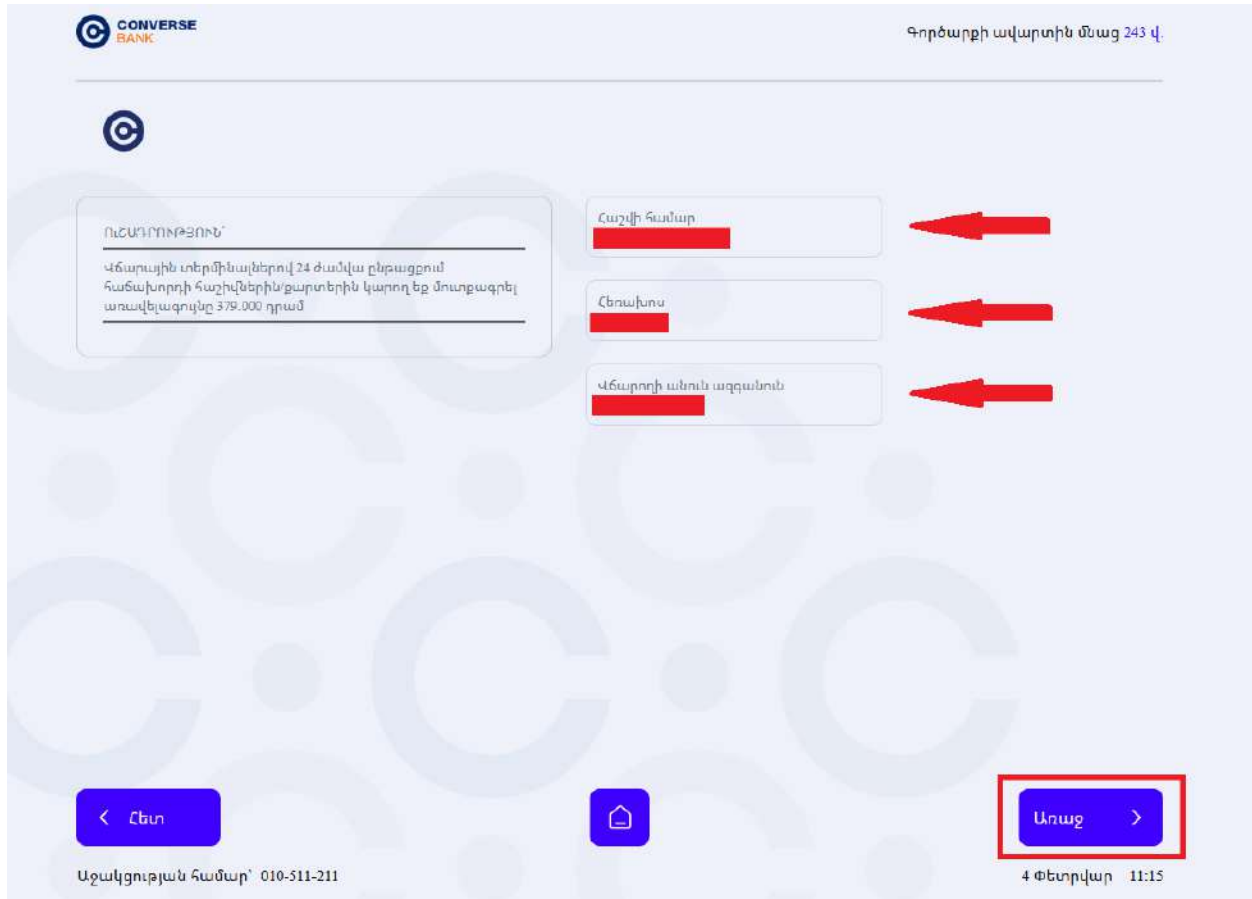 CONVERSE
BANK
Գործարքի ավարտին մնաց 243 վ.
ՈւՇԱԴՐՈՒԹՅՈՒՆ՝
Վճարային տերմինալներով 24 ժամվա ընթացքում
հաճախորդի հաշիվներին/քարտերին կարող եք մուտքագրել
առավելագույնը 379.000 դրամ
Հաշվի համար
Հեռախոս
Վճարողի անուն ազգանուն
Հետ
Առաջ
Աջակցության համար՝ 010-511-211
4 Փետրվար 11:15